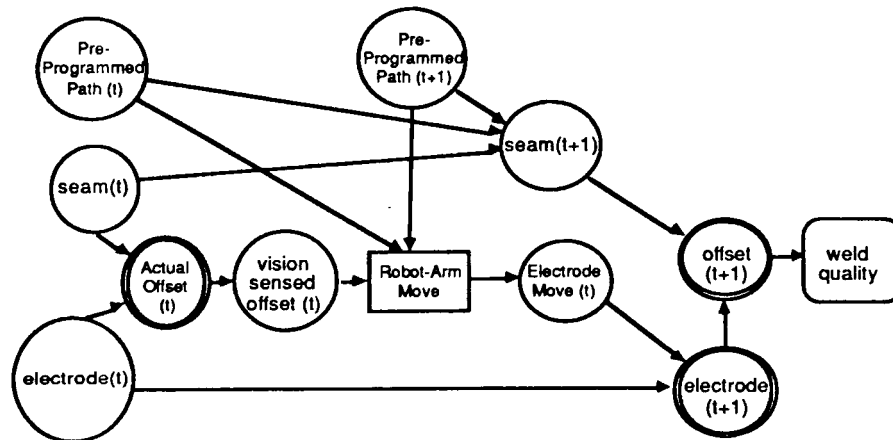 Pre-
Programmed
Path (t)
Pre-
Programmed
Path (t+1)
seam(t+1)
seam(t)
Actual
Offset
(t)
vision
sensed
offset (t)
Robot-Arm
Move
Electrode
Move (t)
offset
(t+1)
weld
quality
electrode(t)
electrode
(t+1)